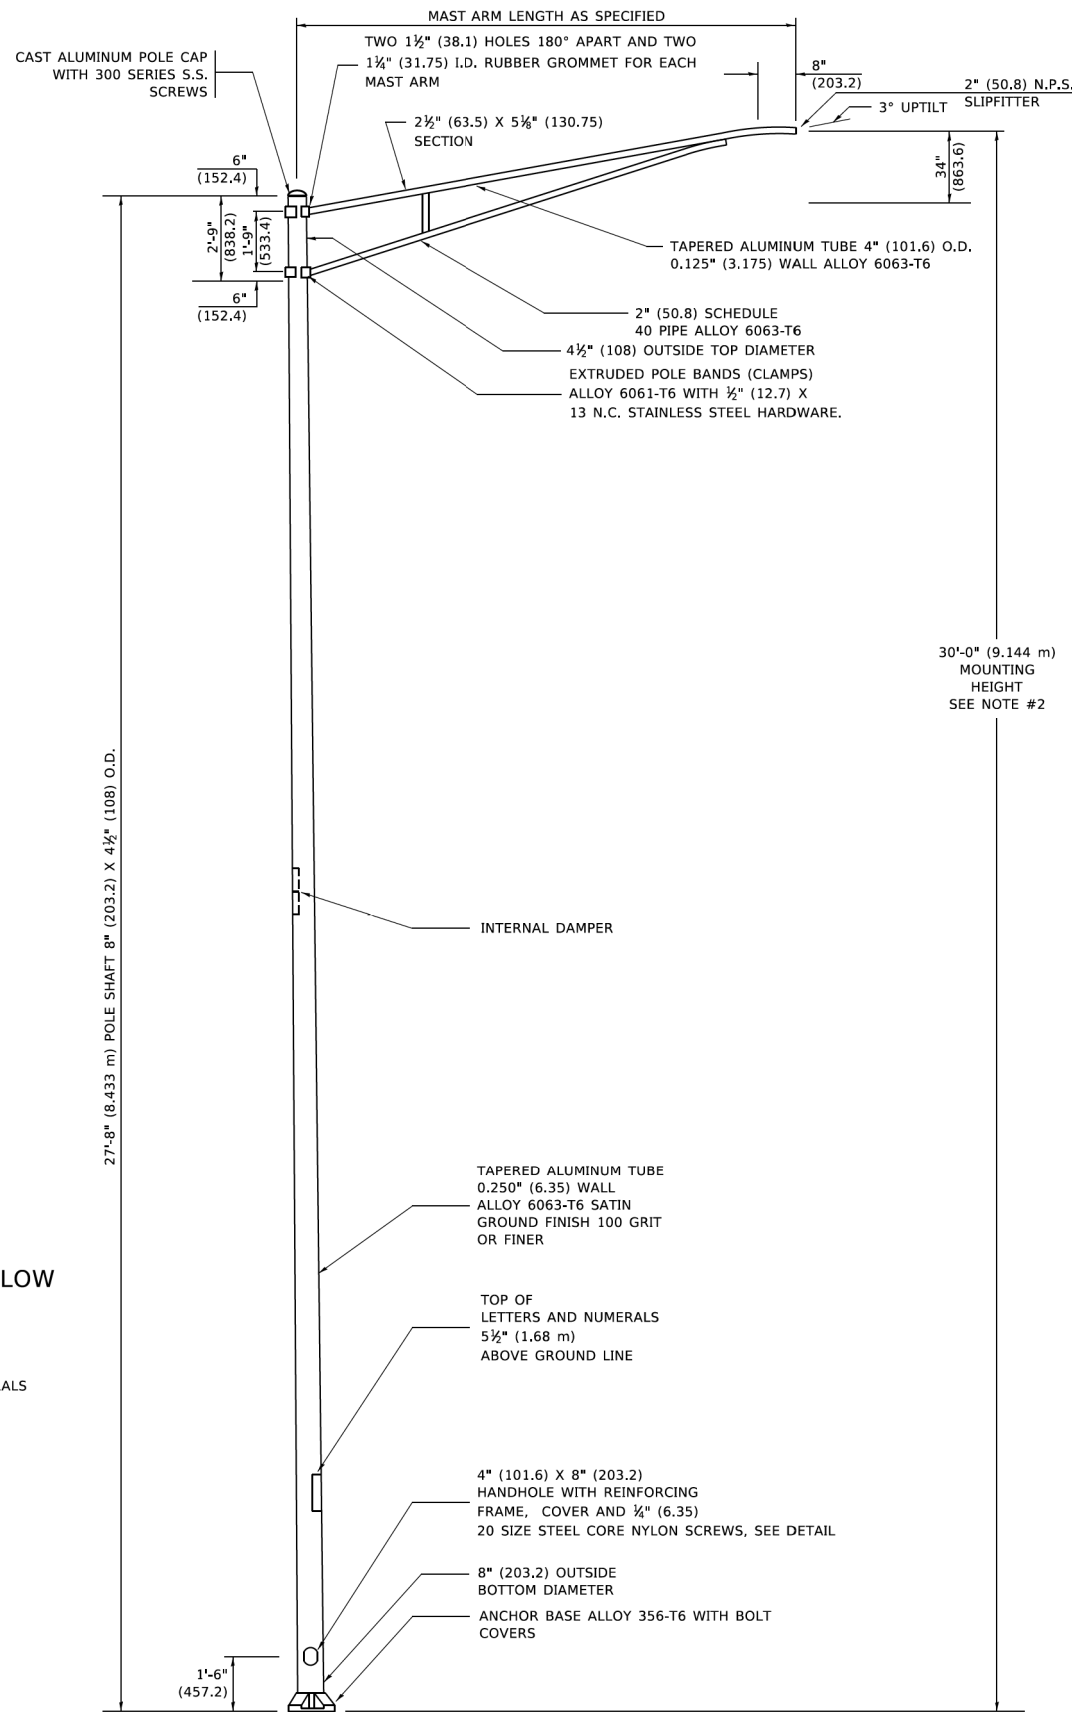 MAST ARM LENGTH AS SPECIFIED
TWO 1½" (38.1) HOLES 180° APART AND TWO
1¼" (31.75) I.D. RUBBER GROMMET FOR EACH
MAST ARM
CAST ALUMINUM POLE CAP
WITH 300 SERIES S.S.
SCREWS
8"
(203.2)
2" (50.8) N.P.S.
SLIPFITTER
3° UPTILT
2½" (63.5) X 5⅛" (130.75)
SECTION
34"
(863.6)
6"
(152.4)
2'-9"
(838.2)
1'-9"
(533.4)
6"
(152.4)
TAPERED ALUMINUM TUBE 4" (101.6) O.D.
0.125" (3.175) WALL ALLOY 6063-T6
2" (50.8) SCHEDULE
40 PIPE ALLOY 6063-T6
4½" (108) OUTSIDE TOP DIAMETER
EXTRUDED POLE BANDS (CLAMPS)
ALLOY 6061-T6 WITH ½" (12.7) X
13 N.C. STAINLESS STEEL HARDWARE.
30'-0" (9.144 m)
MOUNTING
HEIGHT
SEE NOTE #2
27'-8" (8.433 m) POLE SHAFT 8" (203.2) X 4½" (108) O.D.
INTERNAL DAMPER
TAPERED ALUMINUM TUBE
0.250" (6.35) WALL
ALLOY 6063-T6 SATIN
GROUND FINISH 100 GRIT
OR FINER
LOW
TOP OF
LETTERS AND NUMERALS
5½" (1.68 m)
ABOVE GROUND LINE
ALS
4" (101.6) X 8" (203.2)
HANDHOLE WITH REINFORCING
FRAME, COVER AND ¼" (6.35)
20 SIZE STEEL CORE NYLON SCREWS, SEE DETAIL
8" (203.2) OUTSIDE
BOTTOM DIAMETER
ANCHOR BASE ALLOY 356-T6 WITH BOLT
COVERS
1'-6"
(457.2)